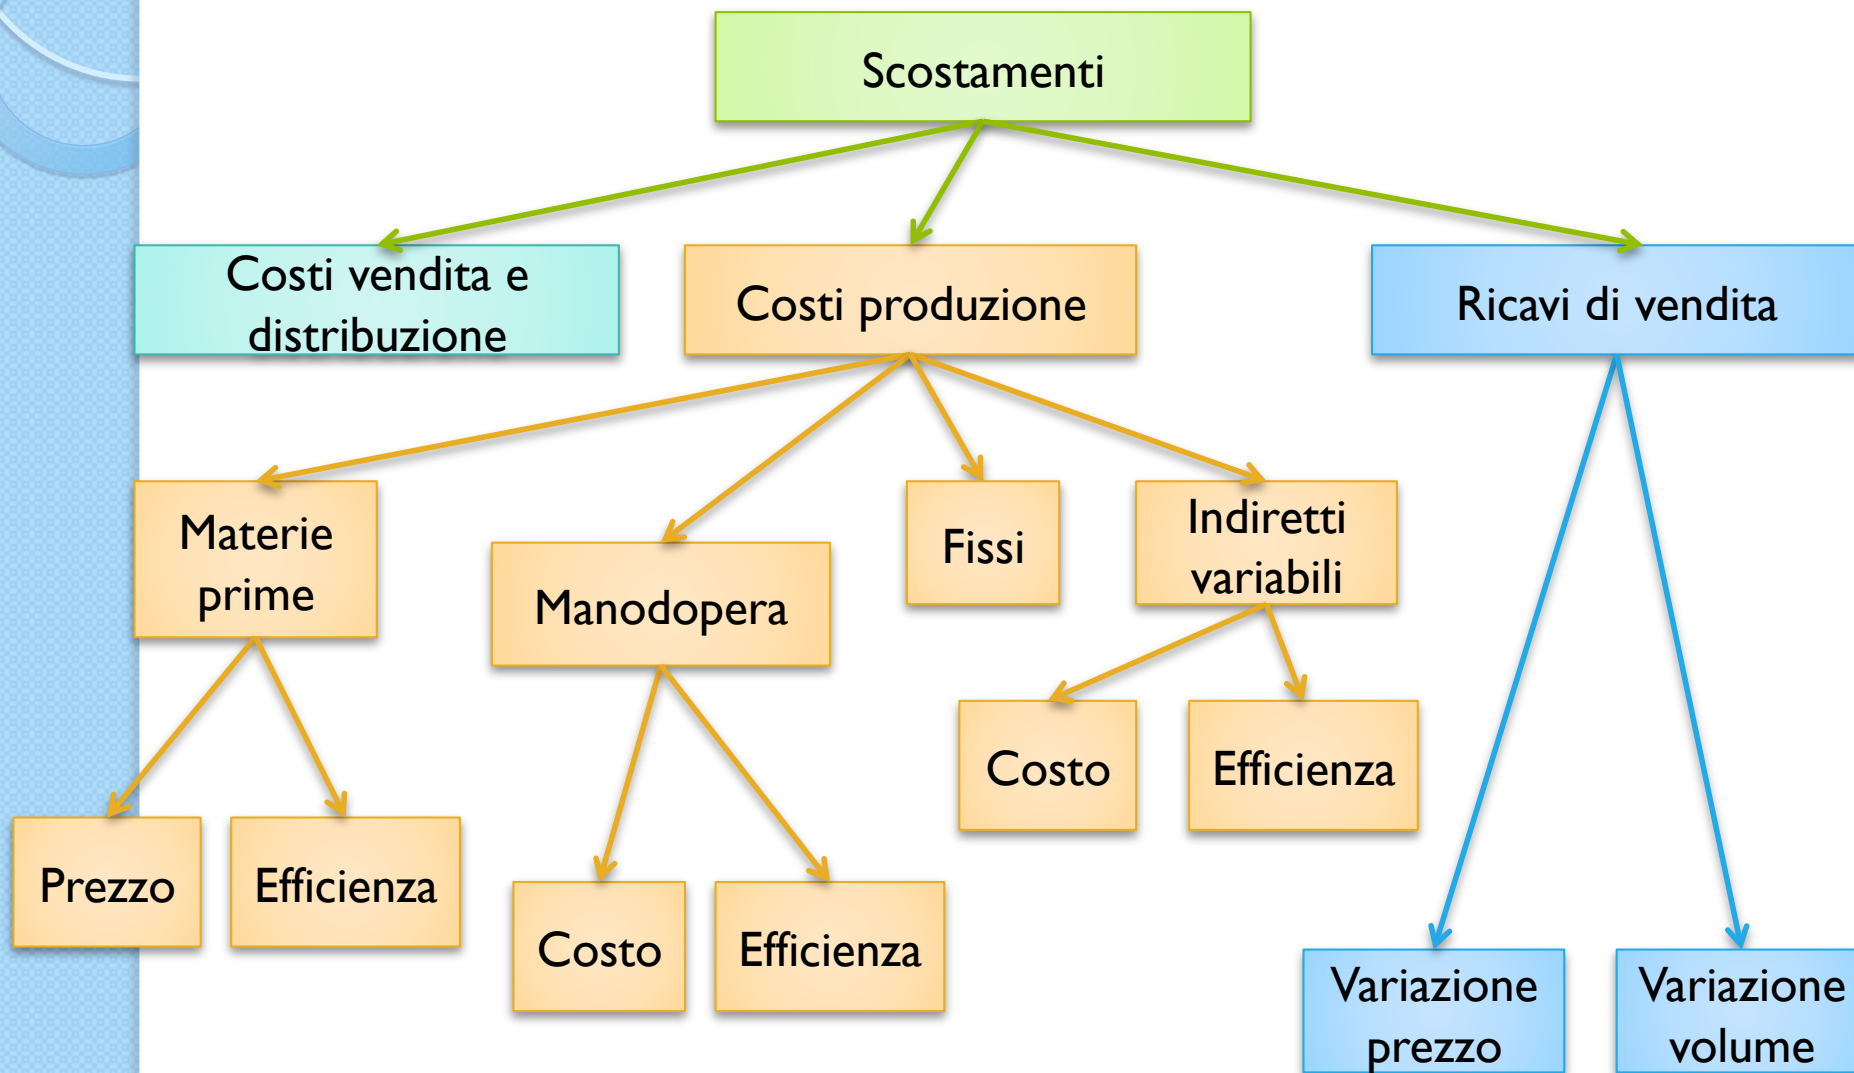 Scostamenti
Costi vendita e
distribuzione
Costi produzione
Ricavi di vendita
Materie
prime
Manodopera
Fissi
Indiretti
variabili
Costo
Efficienza
Prezzo
Efficienza
Costo
Efficienza
Variazione
prezzo
Variazione
volume